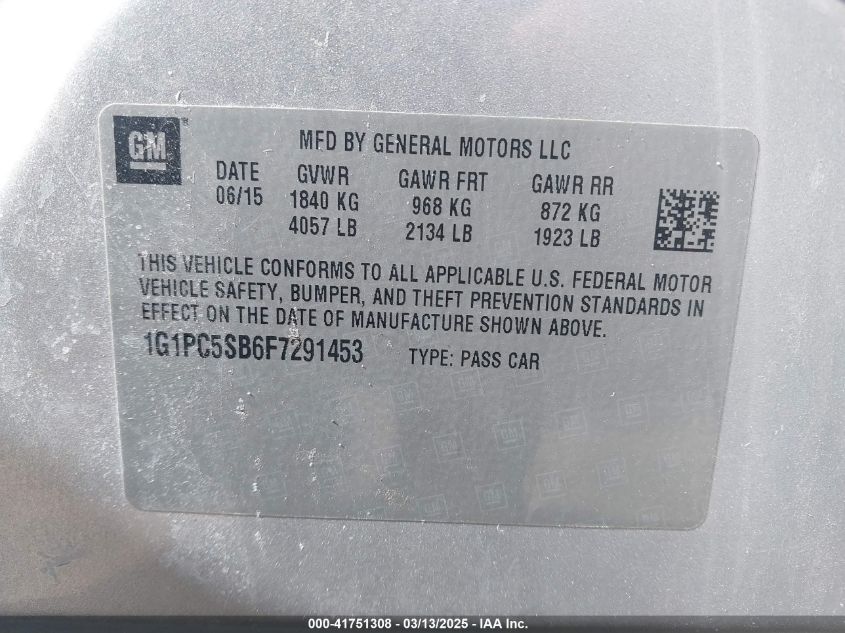 GM
MFD BY GENERAL MOTORS LLC
DATE GVWR GAWR FRT GAWR RR
06/15 1840 KG 968 KG 872 KG
4057 LB 2134 LB 1923 LB
THIS VEHICLE CONFORMS TO ALL APPLICABLE U.S. FEDERAL MOTOR
VEHICLE SAFETY, BUMPER, AND THEFT PREVENTION STANDARDS IN
EFFECT ON THE DATE OF MANUFACTURE SHOWN ABOVE.
1G1PC5SB6F7291453 TYPE: PASS CAR
000-41751308 - 03/13/2025 - IAA Inc.